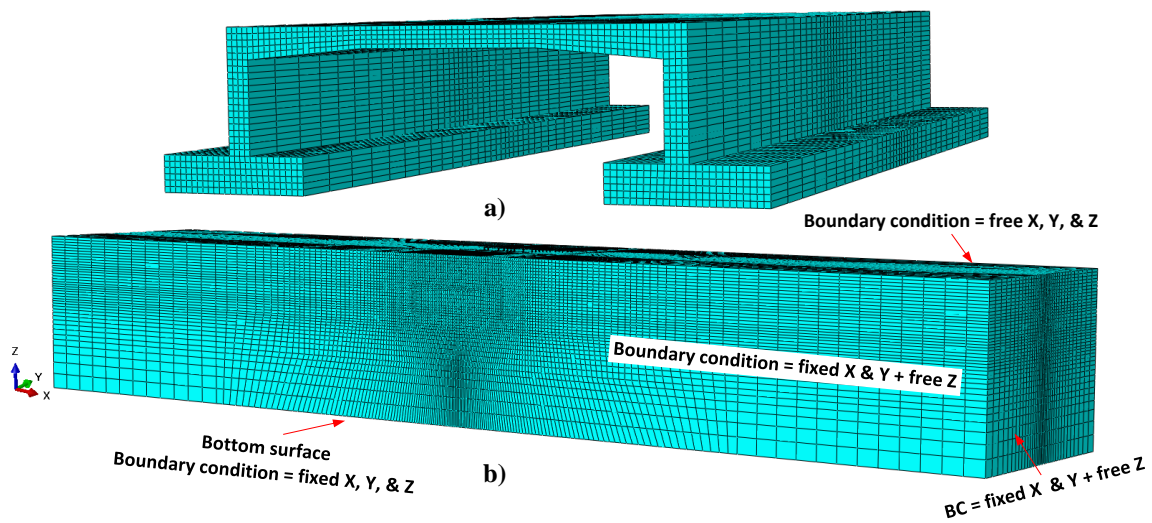 a)
Boundary condition = free X, Y, & Z
Z
Y
X
Boundary condition = fixed X & Y + free Z
Bottom surface
Boundary condition = fixed X, Y, & Z
b)
BC = fixed X & Y + free Z